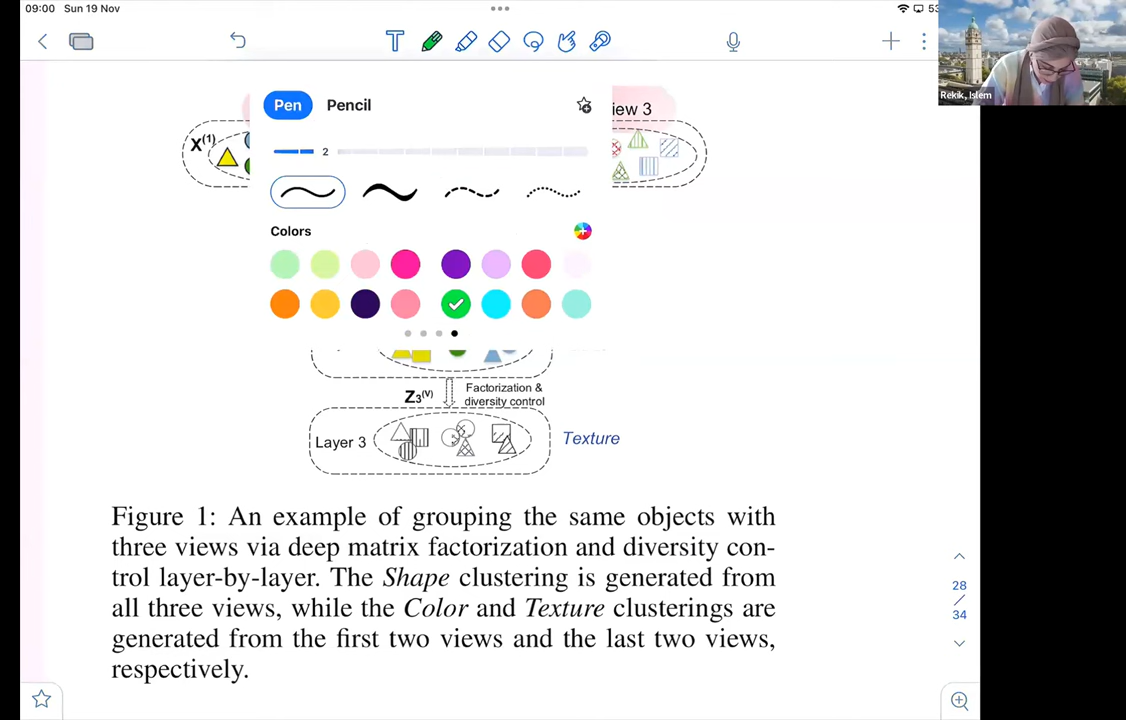 09:00 Sun 19 Nov
53
Rekik, Islem
Pen Pencil
iew 3
X(1)
2
Colors
Z3(V) Factorization &
diversity control
Layer 3 Texture
Figure 1: An example of grouping the same objects with
three views via deep matrix factorization and diversity con-
trol layer-by-layer. The Shape clustering is generated from
all three views, while the Color and Texture clusterings are
generated from the first two views and the last two views,
respectively.
28
/
34